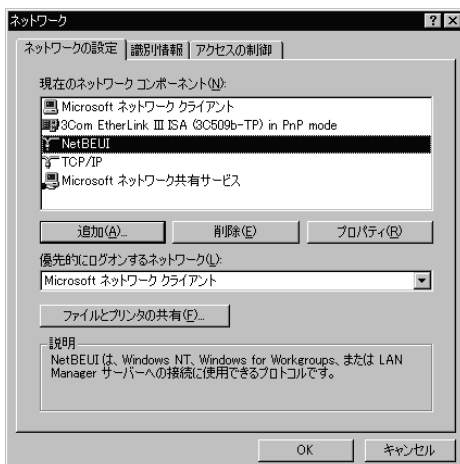 ネットワーク
ネットワークの設定 識別情報 アクセスの制御
現在のネットワーク コンポーネント(N):
Microsoft ネットワーク クライアント
3Com EtherLink III ISA (3C509b-TP) in PnP mode
NetBEUI
TCP/IP
Microsoft ネットワーク共有サービス
追加(A)... 削除(E) プロパティ(R)
優先的にログオンするネットワーク(L):
Microsoft ネットワーク クライアント
ファイルとプリンタの共有(F)...
説明
NetBEUI は、Windows NT、Windows for Workgroups、または LAN
Manager サーバーへの接続に使用できるプロトコルです。
OK キャンセル